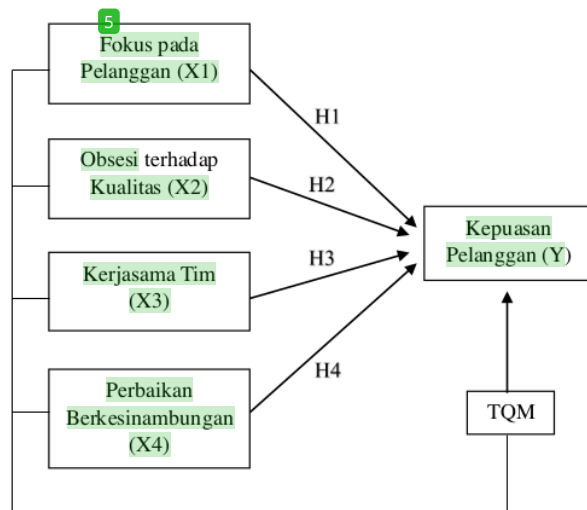 5
Fokus pada
Pelanggan (X1)
H1
Obsesi terhadap
Kualitas (X2)
H2
Kepuasan
Pelanggan (Y)
Kerjasama Tim
(X3)
H3
H4
Perbaikan
Berkesinambungan
(X4)
TQM